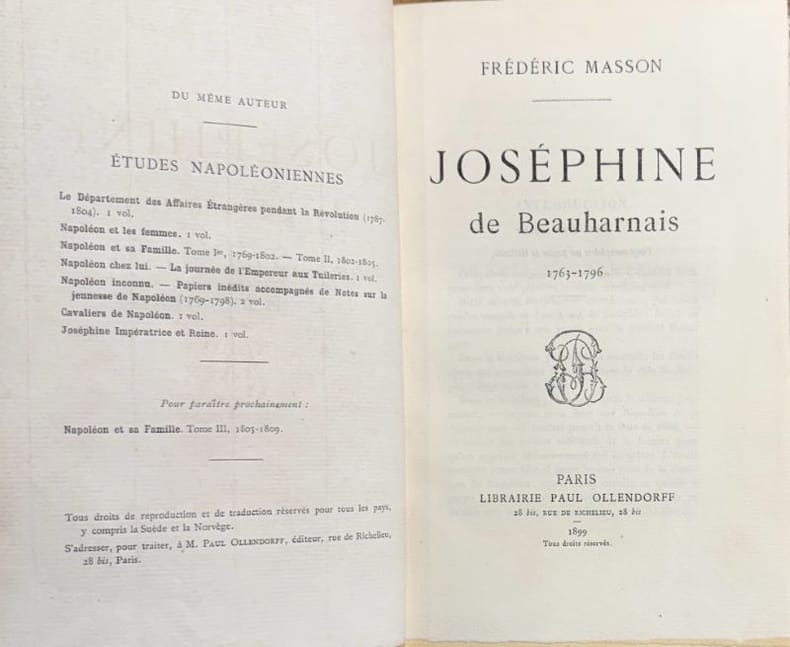 DU MÊME AUTEUR
ÉTUDES NAPOLÉONIENNES
Le Département des Affaires Étrangères pendant la Révolution (1787-
1804). 1 vol.
Napoléon et les femmes. 1 vol.
Napoléon et sa Famille. Tome Ier, 1769-1802. — Tome II, 1802-1805.
Napoléon chez lui. — La journée de l'Empereur aux Tuileries. 1 vol.
Napoléon inconnu. — Papiers inédits accompagnés de Notes sur la
jeunesse de Napoléon (1769-1798). 2 vol.
Cavaliers de Napoléon. 1 vol.
Joséphine Impératrice et Reine. 1 vol.
Pour paraître prochainement :
Napoléon et sa Famille. Tome III, 1805-1809.
Tous droits de reproduction et de traduction réservés pour tous les pays,
y compris la Suède et la Norvège.
S'adresser, pour traiter, à M. PAUL OLLENDORFF, éditeur, rue de Richelieu,
28 bis, Paris.
FRÉDÉRIC MASSON
JOSÉPHINE
de Beauharnais
1763-1796
PARIS
LIBRAIRIE PAUL OLLENDORFF
28 bis, RUE DE RICHELIEU, 28 bis
1899
Tous droits réservés.